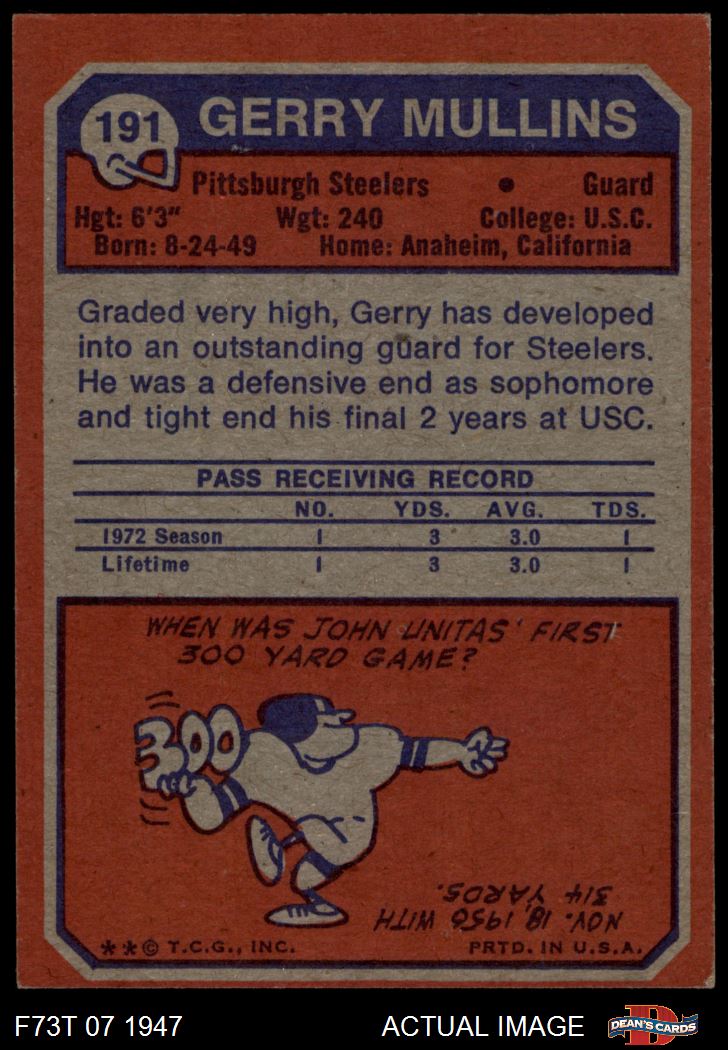 191 GERRY MULLINS
Pittsburgh Steelers • Guard
Hgt: 6'3" Wgt: 240 College: U.S.C.
Born: 8-24-49 Home: Anaheim, California
Graded very high, Gerry has developed
into an outstanding guard for Steelers.
He was a defensive end as sophomore
and tight end his final 2 years at USC.
PASS RECEIVING RECORD
NO. YDS. AVG. TDS.
1972 Season 1 3 3.0 1
Lifetime 1 3 3.0 1
WHEN WAS JOHN UNITAS' FIRST
300 YARD GAME?
300
NOV. 18, 1956 WITH
314 YARDS.
**© T.C.G., INC. PRTD. IN U.S.A.
F73T 07 1947 ACTUAL IMAGE
D
DEAN'S CARDS